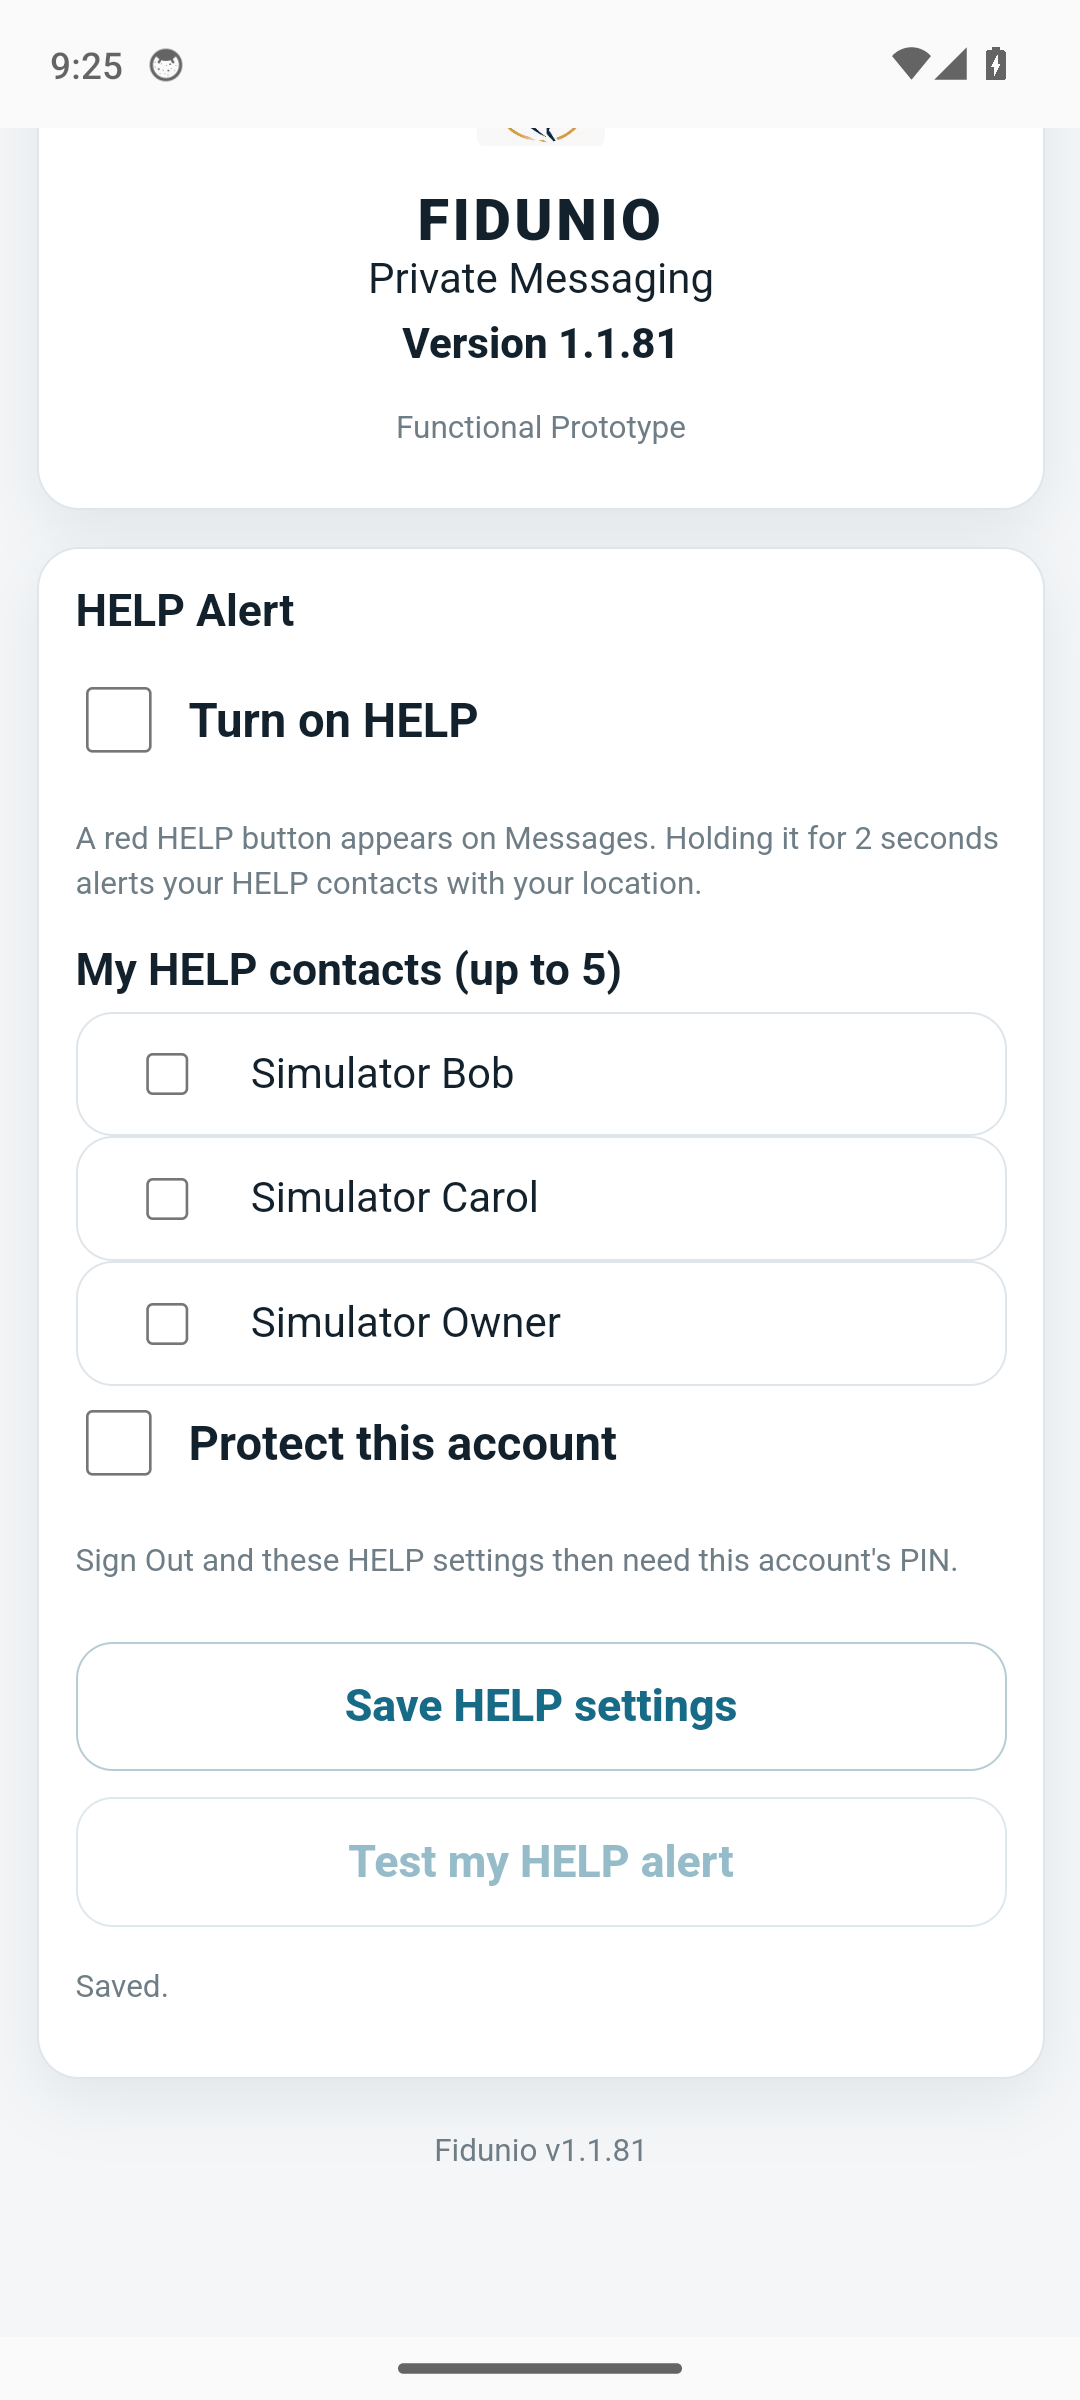 9:25
FIDUNIO
Private Messaging
Version 1.1.81
Functional Prototype
HELP Alert
Turn on HELP
A red HELP button appears on Messages. Holding it for 2 seconds
alerts your HELP contacts with your location.
My HELP contacts (up to 5)
Simulator Bob
Simulator Carol
Simulator Owner
Protect this account
Sign Out and these HELP settings then need this account's PIN.
Save HELP settings
Test my HELP alert
Saved.
Fidunio v1.1.81